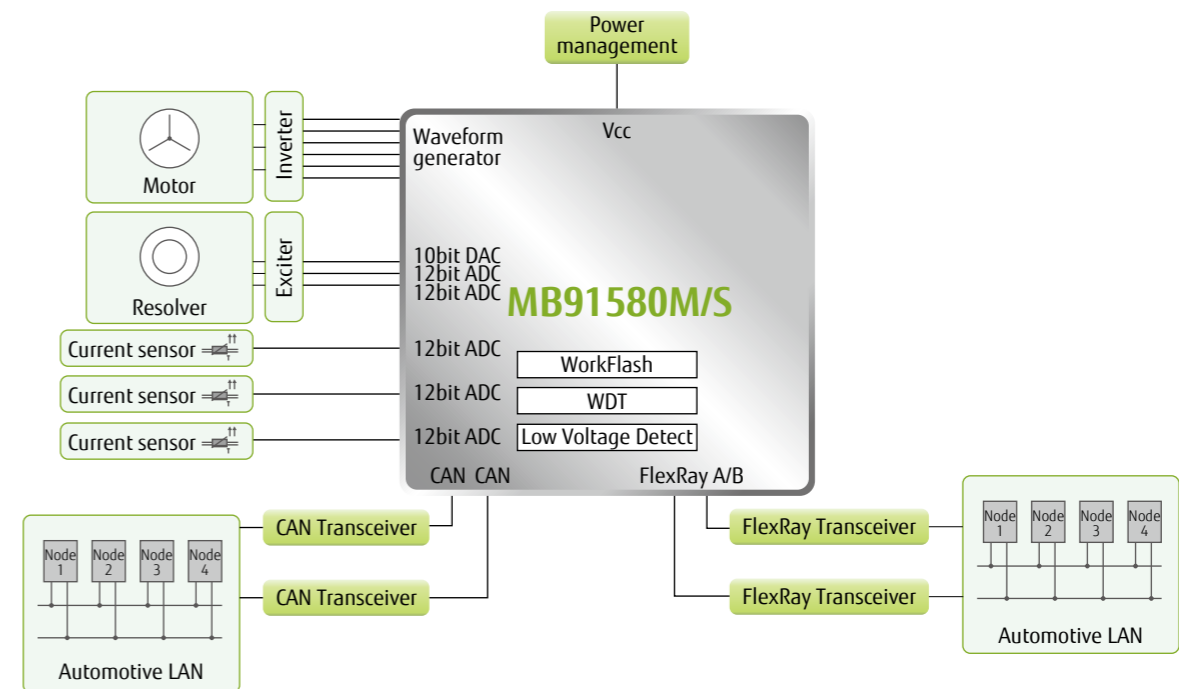 Power
management
Motor
Inverter
Waveform
generator
Vcc
Resolver
Exciter
10bit DAC
12bit ADC
12bit ADC
MB91580M/S
Current sensor
12bit ADC
WorkFlash
Current sensor
12bit ADC
WDT
Current sensor
12bit ADC
Low Voltage Detect
CAN CAN
FlexRay A/B
CAN Transceiver
FlexRay Transceiver
Node
1
Node
2
Node
3
Node
4
CAN Transceiver
Automotive LAN
Node
1
Node
2
Node
3
Node
4
FlexRay Transceiver
Automotive LAN